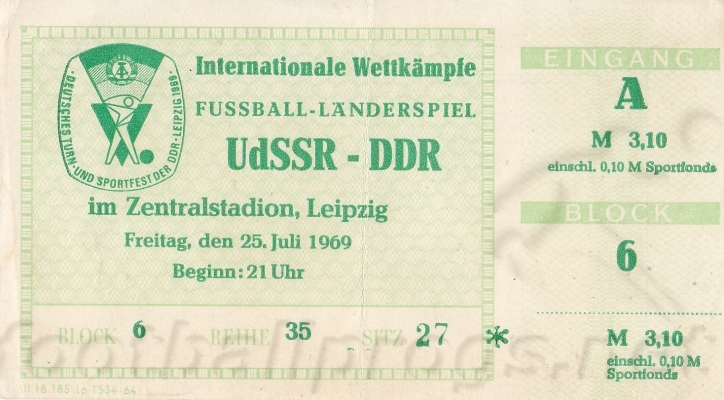 DEUTSCHES TURN- UND SPORTFEST DER DDR · LEIPZIG 1969 ·
Internationale Wettkämpfe
FUSSBALL-LÄNDERSPIEL
UdSSR - DDR
im Zentralstadion, Leipzig
Freitag, den 25. Juli 1969
Beginn: 21 Uhr
BLOCK 6 REIHE 35 SITZ 27 *
EINGANG
A
M 3,10
einschl. 0,10 M Sportfonds
BLOCK
6
M 3,10
einschl. 0,10 M
Sportfonds